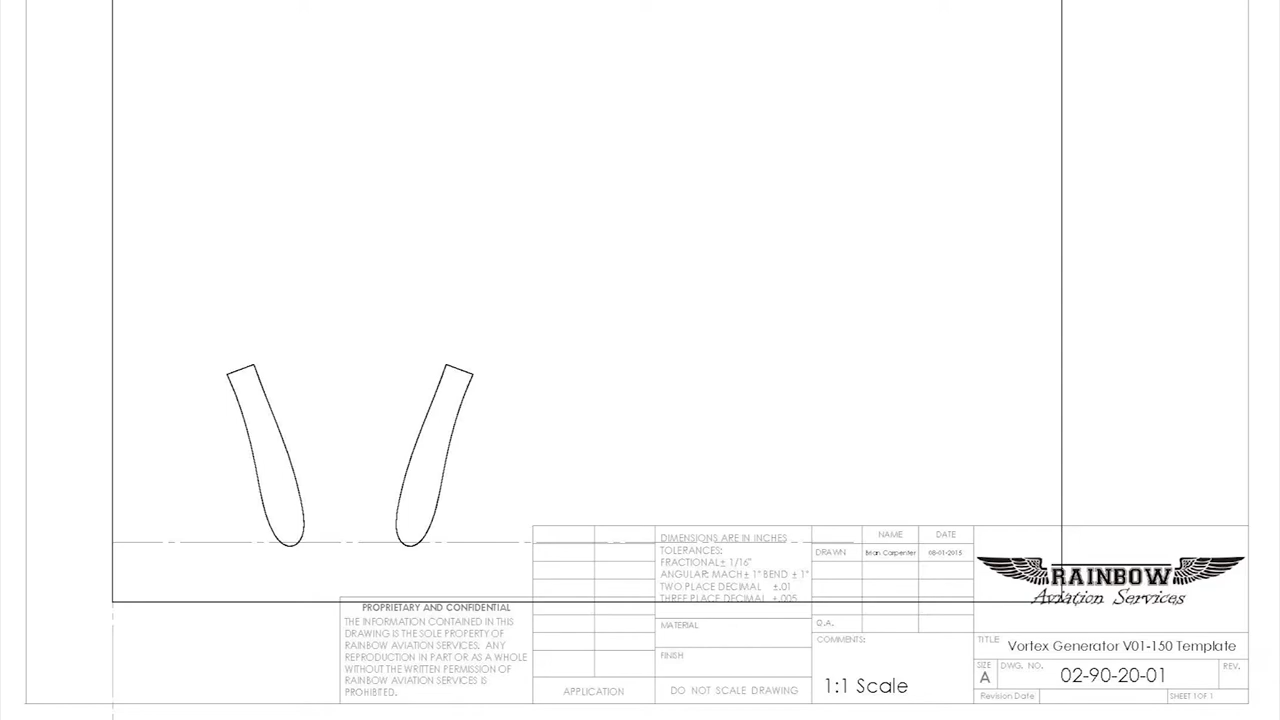 DIMENSIONS ARE IN INCHES
TOLERANCES:
FRACTIONAL± 1/16"
ANGULAR: MACH± 1° BEND ± 1°
TWO PLACE DECIMAL ±.01
THREE PLACE DECIMAL ±.005
NAME
DATE
DRAWN
Brian Carpenter
08-01-2015
RAINBOW
Aviation Services
PROPRIETARY AND CONFIDENTIAL
THE INFORMATION CONTAINED IN THIS
DRAWING IS THE SOLE PROPERTY OF
RAINBOW AVIATION SERVICES. ANY
REPRODUCTION IN PART OR AS A WHOLE
WITHOUT THE WRITTEN PERMISSION OF
RAINBOW AVIATION SERVICES IS
PROHIBITED.
MATERIAL
FINISH
APPLICATION
DO NOT SCALE DRAWING
Q.A.
COMMENTS:
1:1 Scale
TITLE
Vortex Generator V01-150 Template
SIZE
A
DWG. NO.
02-90-20-01
REV.
Revision Date
SHEET 1 OF 1